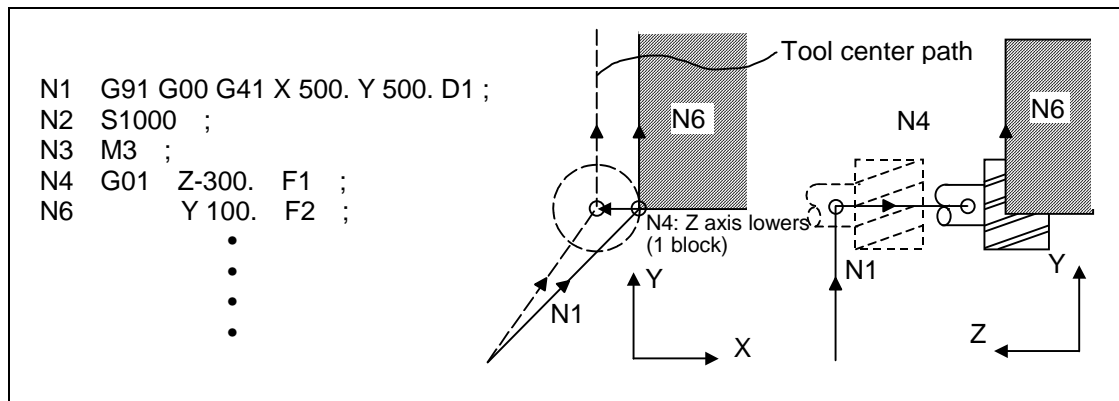 N1 G91 G00 G41 X 500. Y 500. D1 ;
N2 S1000 ;
N3 M3 ;
N4 G01 Z-300. F1 ;
N6 Y 100. F2 ;
•
•
•
•
Tool center path
N6
N4: Z axis lowers
(1 block)
N1
Y
X
N4
N6
N1
Y
Z